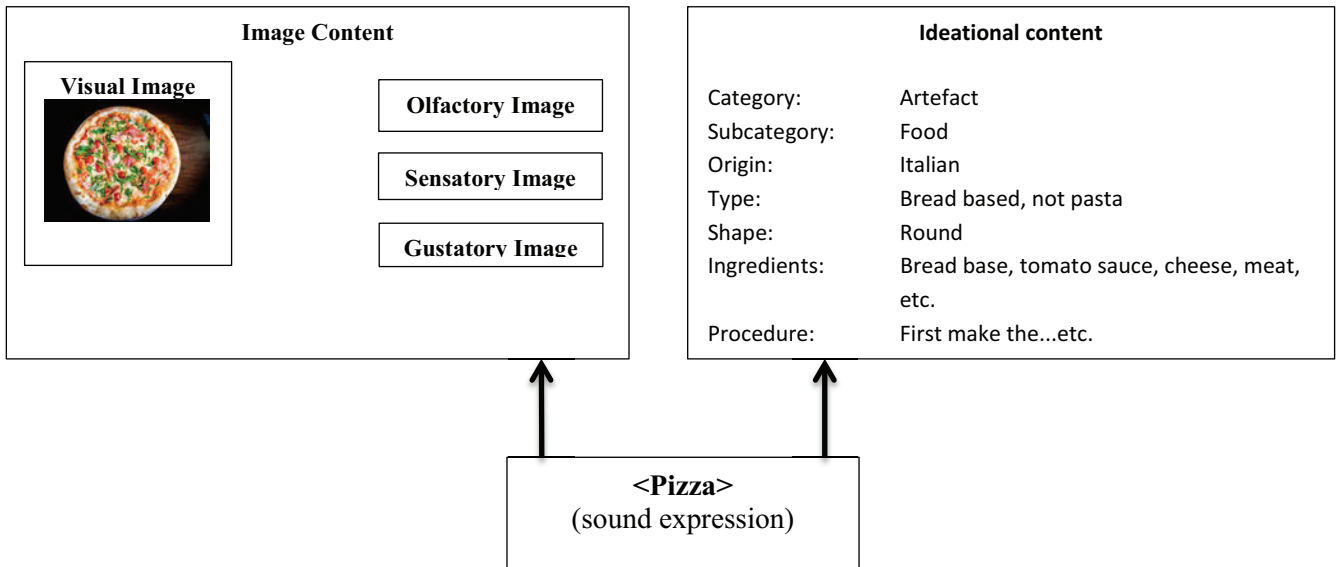 Image Content
Visual Image
Olfactory Image
Sensatory Image
Gustatory Image
Ideational content
Category: Artefact
Subcategory: Food
Origin: Italian
Type: Bread based, not pasta
Shape: Round
Ingredients: Bread base, tomato sauce, cheese, meat,
etc.
Procedure: First make the...etc.
<Pizza>
(sound expression)